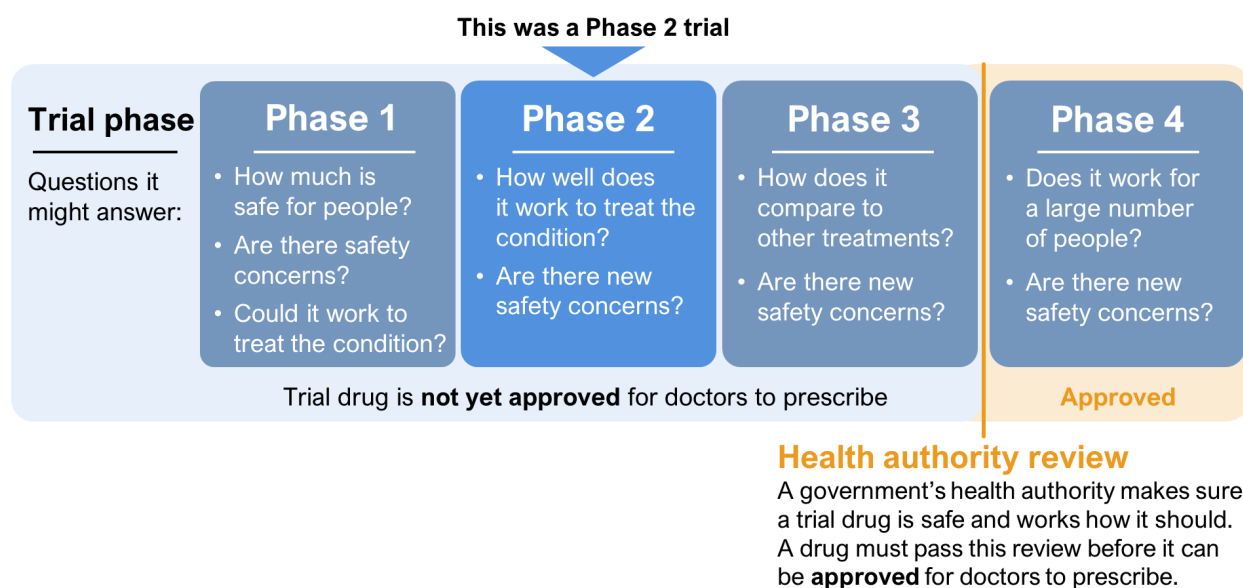 This was a Phase 2 trial
Trial phase
Questions it
might answer:
Phase 1
• How much is
safe for people?
• Are there safety
concerns?
• Could it work to
treat the condition?
Phase 2
• How well does
it work to treat the
condition?
• Are there new
safety concerns?
Phase 3
• How does it
compare to
other treatments?
• Are there new
safety concerns?
Phase 4
• Does it work for
a large number
of people?
• Are there new
safety concerns?
Trial drug is not yet approved for doctors to prescribe
Approved
Health authority review
A government’s health authority makes sure
a trial drug is safe and works how it should.
A drug must pass this review before it can
be approved for doctors to prescribe.